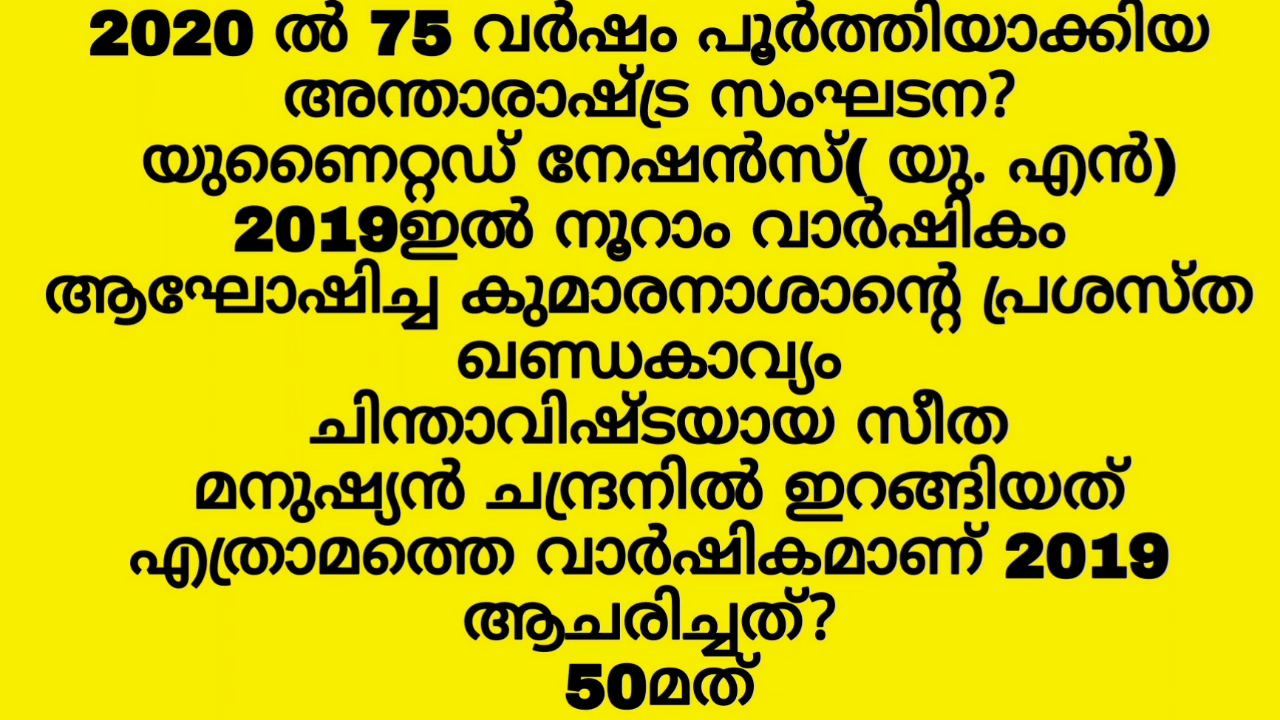 2020 ൽ 75 വർഷം പൂർത്തിയാക്കിയ
അന്താരാഷ്ട്ര സംഘടന?
യുണൈറ്റഡ് നേഷൻസ്( യു. എൻ)
2019ഇൽ നൂറാം വാർഷികം
ആഘോഷിച്ച കുമാരനാശാന്റെ പ്രശസ്ത
ഖണ്ഡകാവ്യം
ചിന്താവിഷ്ടയായ സീത
മനുഷ്യൻ ചന്ദ്രനിൽ ഇറങ്ങിയത്
എത്രാമത്തെ വാർഷികമാണ് 2019
ആചരിച്ചത്?
50മത്